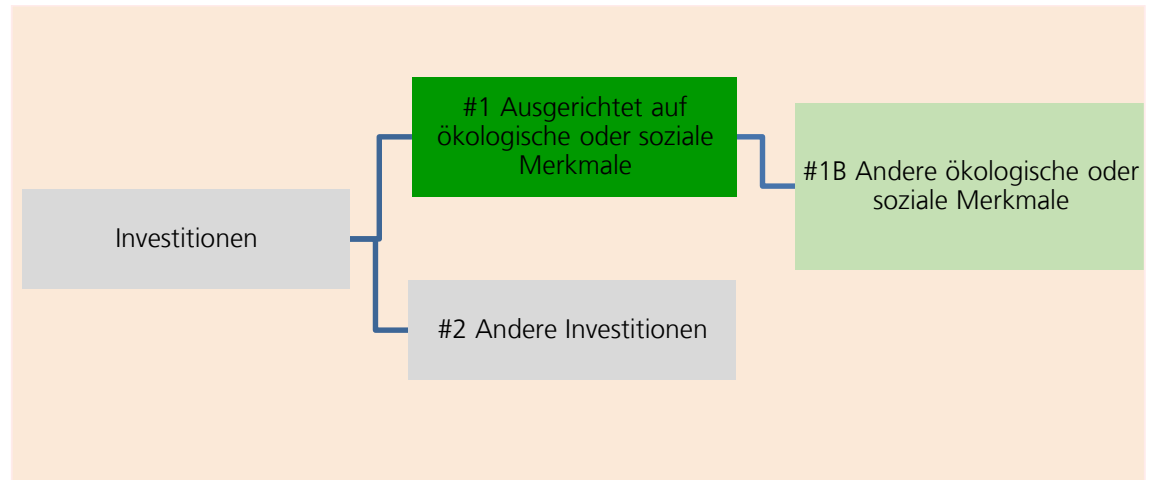 #1 Ausgerichtet auf
ökologische oder soziale
Merkmale
#1B Andere ökologische oder
soziale Merkmale
Investitionen
#2 Andere Investitionen